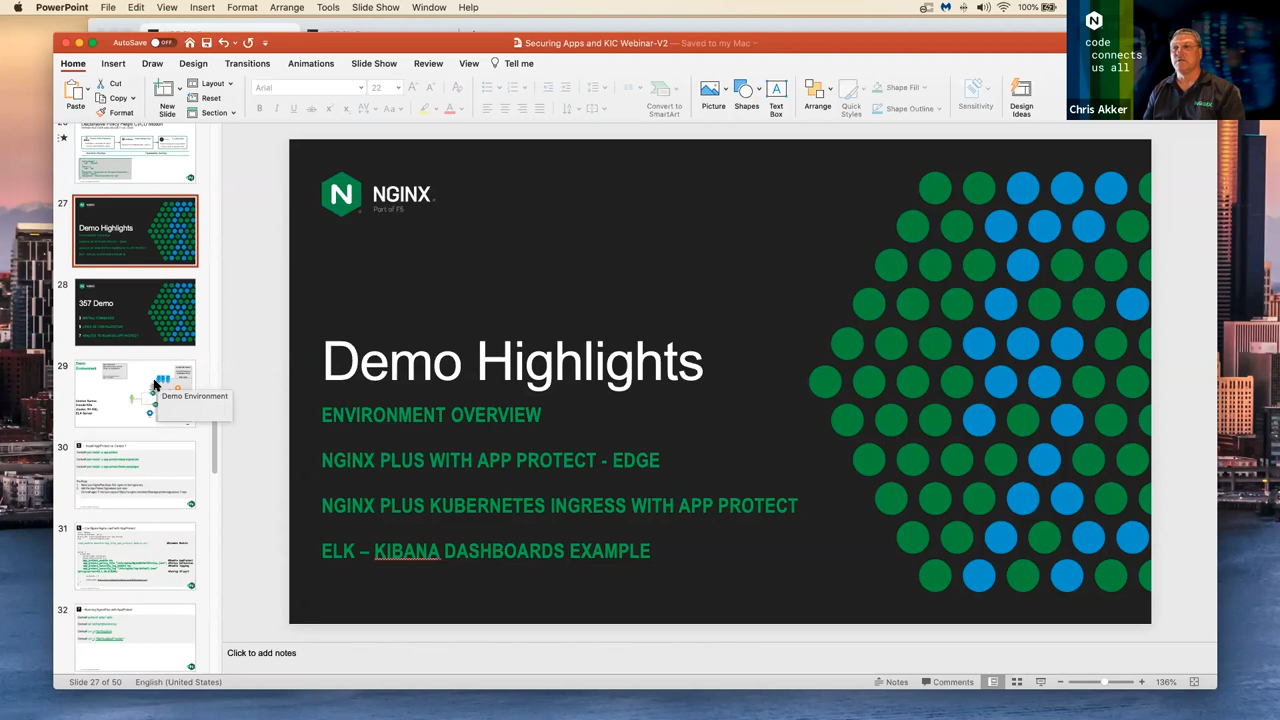 PowerPoint File Edit View Insert Format Arrange Tools Slide Show Window Help
100%
AutoSave OFF
Securing Apps and KIC Webinar-V2 — Saved to my Mac
Home Insert Draw Design Transitions Animations Slide Show Review View Tell me
Paste
Cut
Copy
Format
New Slide
Layout
Reset
Section
Arial
22
Convert to SmartArt
Picture
Shapes
Text Box
Arrange
Quick Styles
Shape Fill
Shape Outline
Sensitivity
Design Ideas
code
connects
us all
Chris Akker
27
Demo Highlights
28
357 Demo
29
Demo Environment
Demo Environment
30
31
32
NGINX
Part of F5
Demo Highlights
ENVIRONMENT OVERVIEW
NGINX PLUS WITH APP PROTECT - EDGE
NGINX PLUS KUBERNETES INGRESS WITH APP PROTECT
ELK – KIBANA DASHBOARDS EXAMPLE
Click to add notes
Slide 27 of 50 English (United States)
Notes Comments 136%